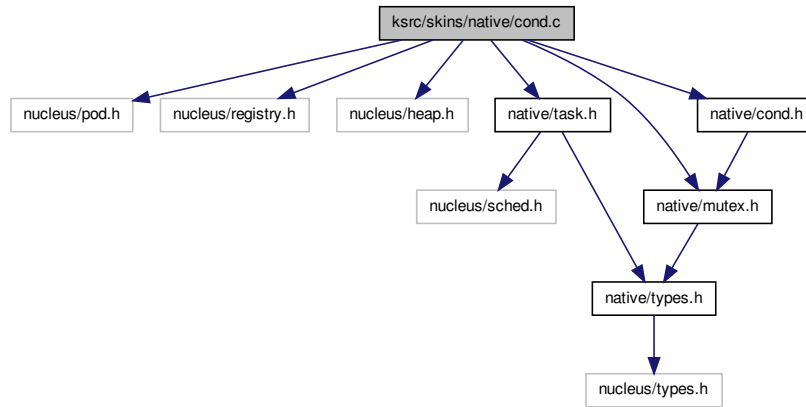 ksrc/skins/native/cond.c
nucleus/pod.h
nucleus/registry.h
nucleus/heap.h
native/task.h
native/cond.h
nucleus/sched.h
native/mutex.h
native/types.h
nucleus/types.h